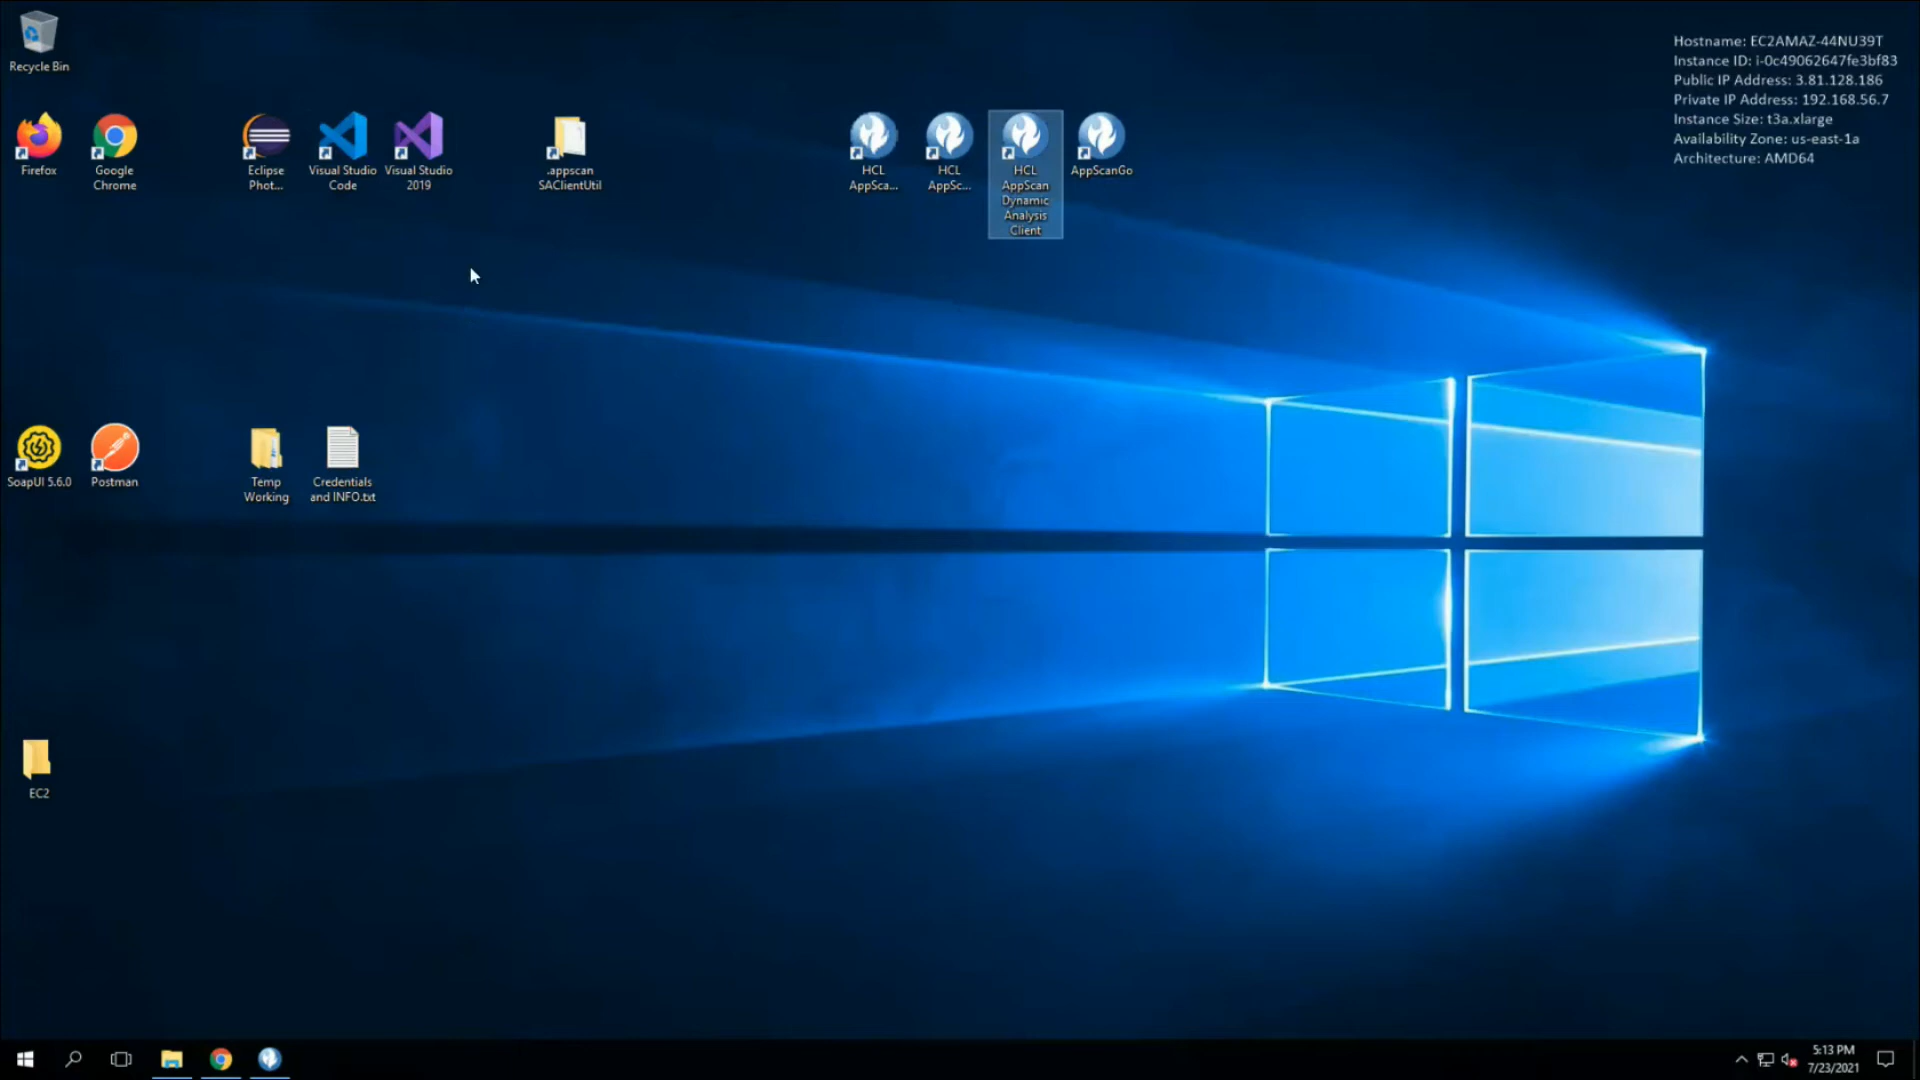 Recycle Bin
Hostname: EC2AMAZ-44NU39T
Instance ID: i-0c49062647fe3bf83
Public IP Address: 3.81.128.186
Private IP Address: 192.168.56.7
Instance Size: t3a.xlarge
Availability Zone: us-east-1a
Architecture: AMD64
Firefox
Google
Chrome
Eclipse
Phot...
Visual Studio
Code
Visual Studio
2019
.appscan
SAClientUtil
HCL
AppSca...
HCL
AppSc...
HCL
AppScan
Dynamic
Analysis
Client
AppScanGo
SoapUI 5.6.0
Postman
Temp
Working
Credentials
and INFO.txt
EC2
5:13 PM
7/23/2021